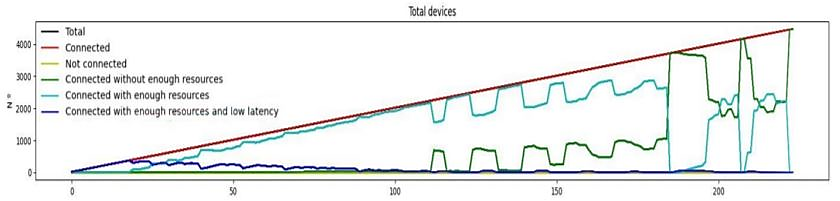 Total devices
Total
Connected
Not connected
Connected without enough resources
Connected with enough resources
Connected with enough resources and low latency
N °
4000
3000
2000
1000
0
0 50 100 150 200